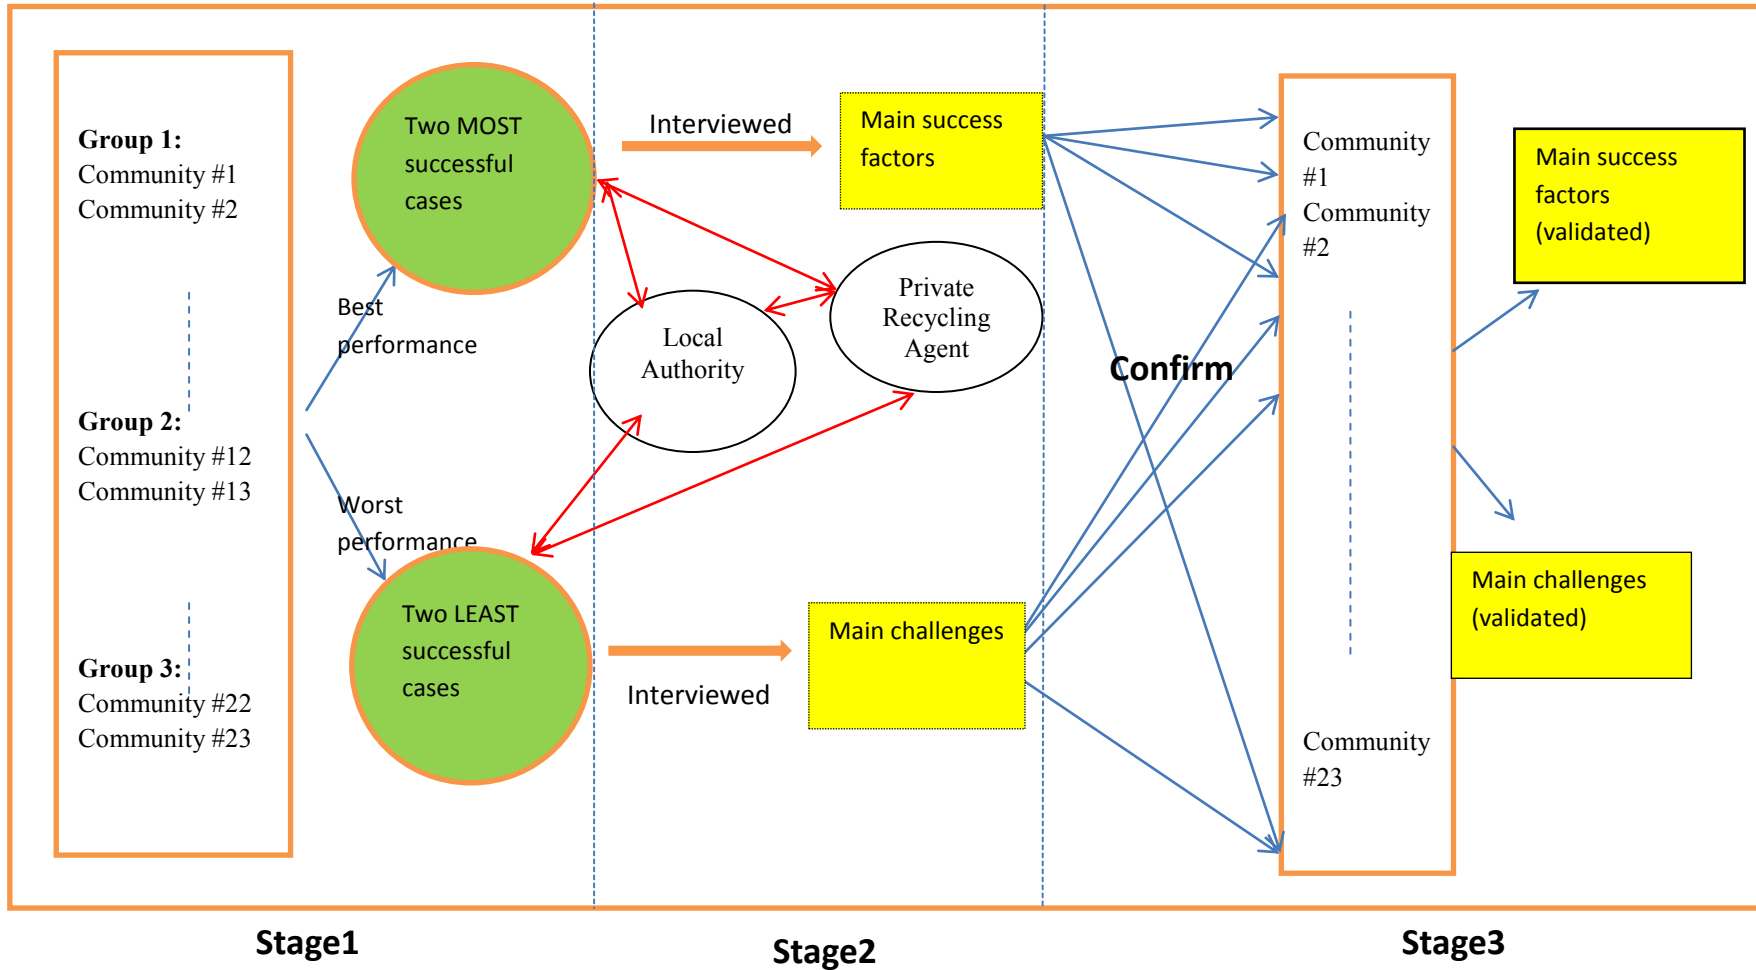 Group 1:
Community #1
Community #2
Group 2:
Community #12
Community #13
Group 3:
Community #22
Community #23
Best
performance
Worst
performance
Two MOST
successful
cases
Two LEAST
successful
cases
Interviewed
Main success
factors
Local
Authority
Private
Recycling
Agent
Interviewed
Main challenges
Confirm
Community
#1
Community
#2
Community
#23
Main success
factors
(validated)
Main challenges
(validated)
Stage1
Stage2
Stage3